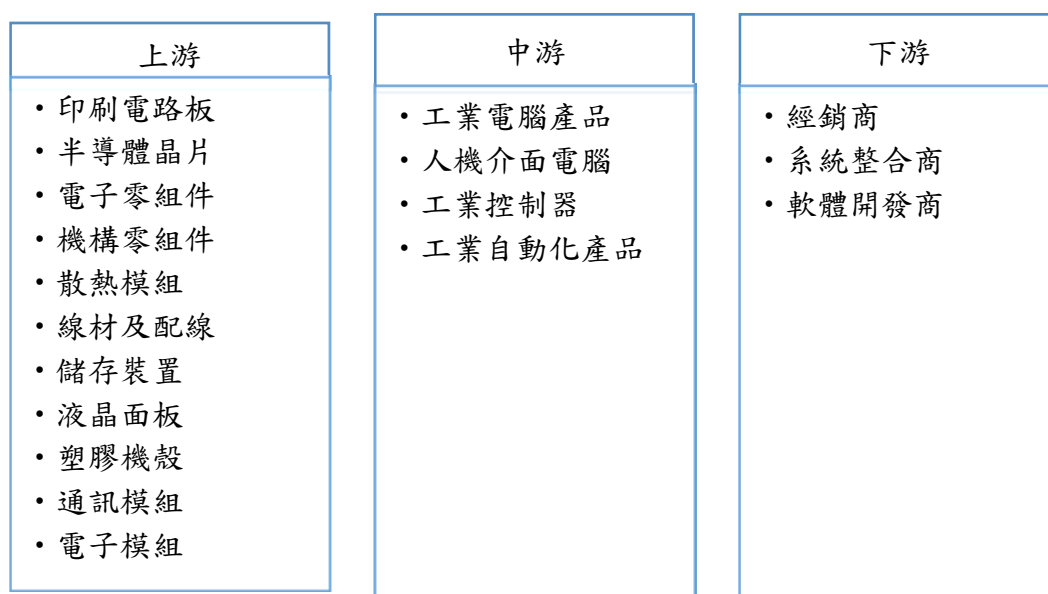 上游
・印刷電路板
・半導體晶片
・電子零組件
・機構零組件
・散熱模組
・線材及配線
・儲存裝置
・液晶面板
・塑膠機殼
・通訊模組
・電子模組
中游
・工業電腦產品
・人機介面電腦
・工業控制器
・工業自動化產品
下游
・經銷商
・系統整合商
・軟體開發商